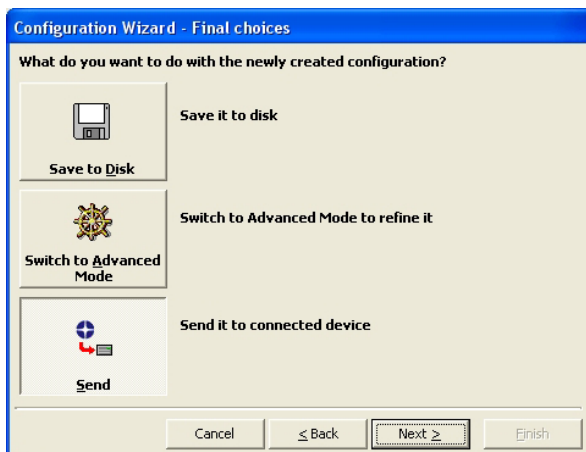 Configuration Wizard - Final choices
What do you want to do with the newly created configuration?
Save it to disk
Save to Disk
Switch to Advanced Mode to refine it
Switch to Advanced
Mode
Send it to connected device
Send
Cancel
< Back
Next >
Finish